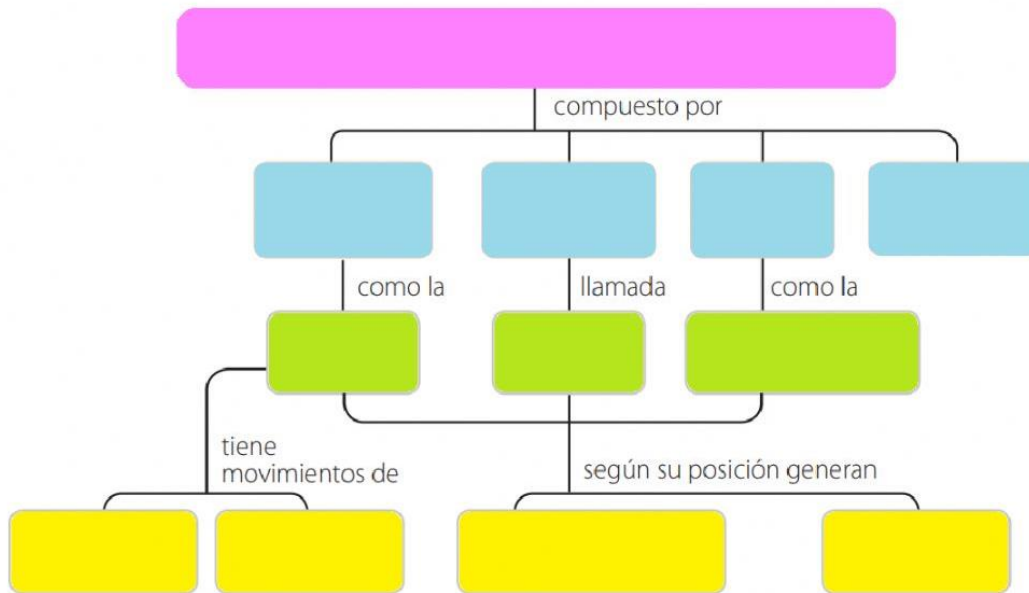 compuesto por
como la
llamada
como la
tiene
movimientos de
según su posición generan